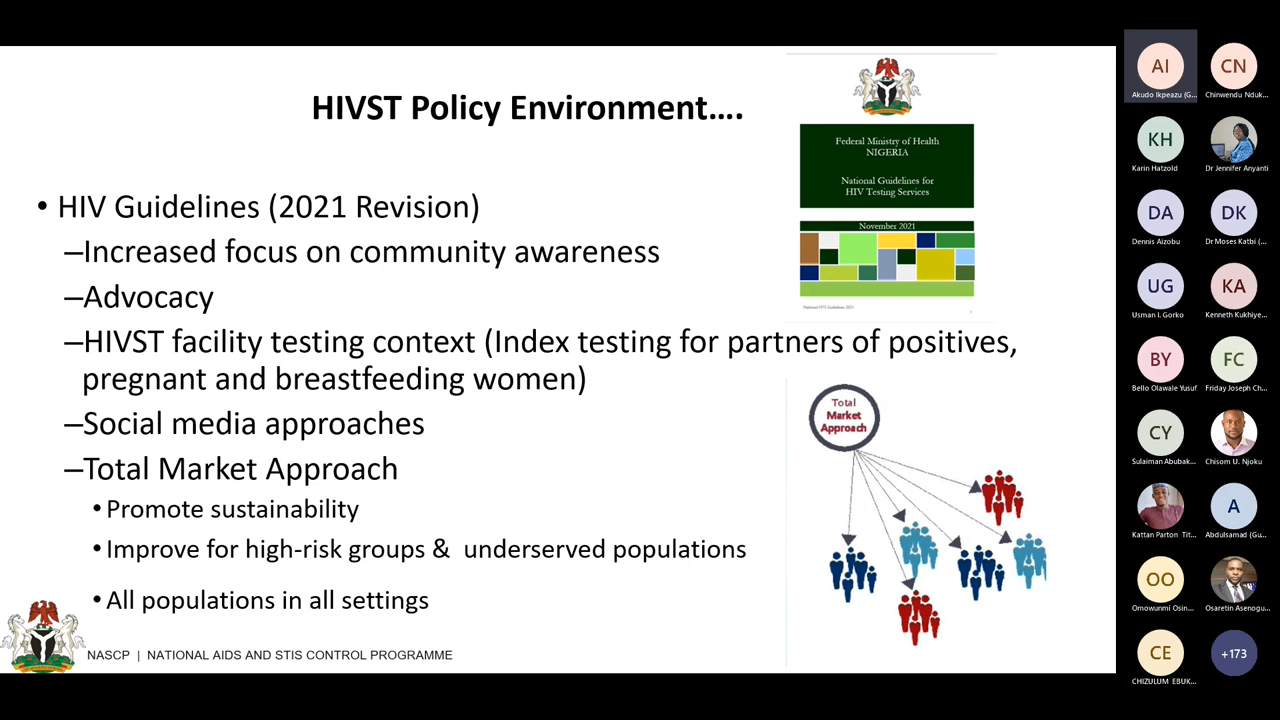 HIVST Policy Environment....
• HIV Guidelines (2021 Revision)
–Increased focus on community awareness
–Advocacy
–HIVST facility testing context (Index testing for partners of positives,
pregnant and breastfeeding women)
–Social media approaches
–Total Market Approach
• Promote sustainability
• Improve for high-risk groups & underserved populations
• All populations in all settings
NASCP | NATIONAL AIDS AND STIS CONTROL PROGRAMME
Federal Ministry of Health
NIGERIA
National Guidelines for
HIV Testing Services
November 2021
National HTS Guidelines, 2021
Total
Market
Approach
AI
Akudo Ikpeazu (G...
CN
Chinwendu Nduk...
KH
Karin Hatzold
Dr Jennifer Anyanti
DA
Dennis Aizobu
DK
Dr Moses Katbi (...
UG
Usman I. Gorko
KA
Kenneth Kukhiye...
BY
Bello Olawale Yusuf
FC
Friday Joseph Ch...
CY
Sulaiman Abubak...
Chisom U. Njoku
Kattan Parton Tit...
A
Abdulsamad (Gu...
OO
Omowunmi Osin...
Osaretin Asenogu...
CE
CHIZULUM EBUK...
+173